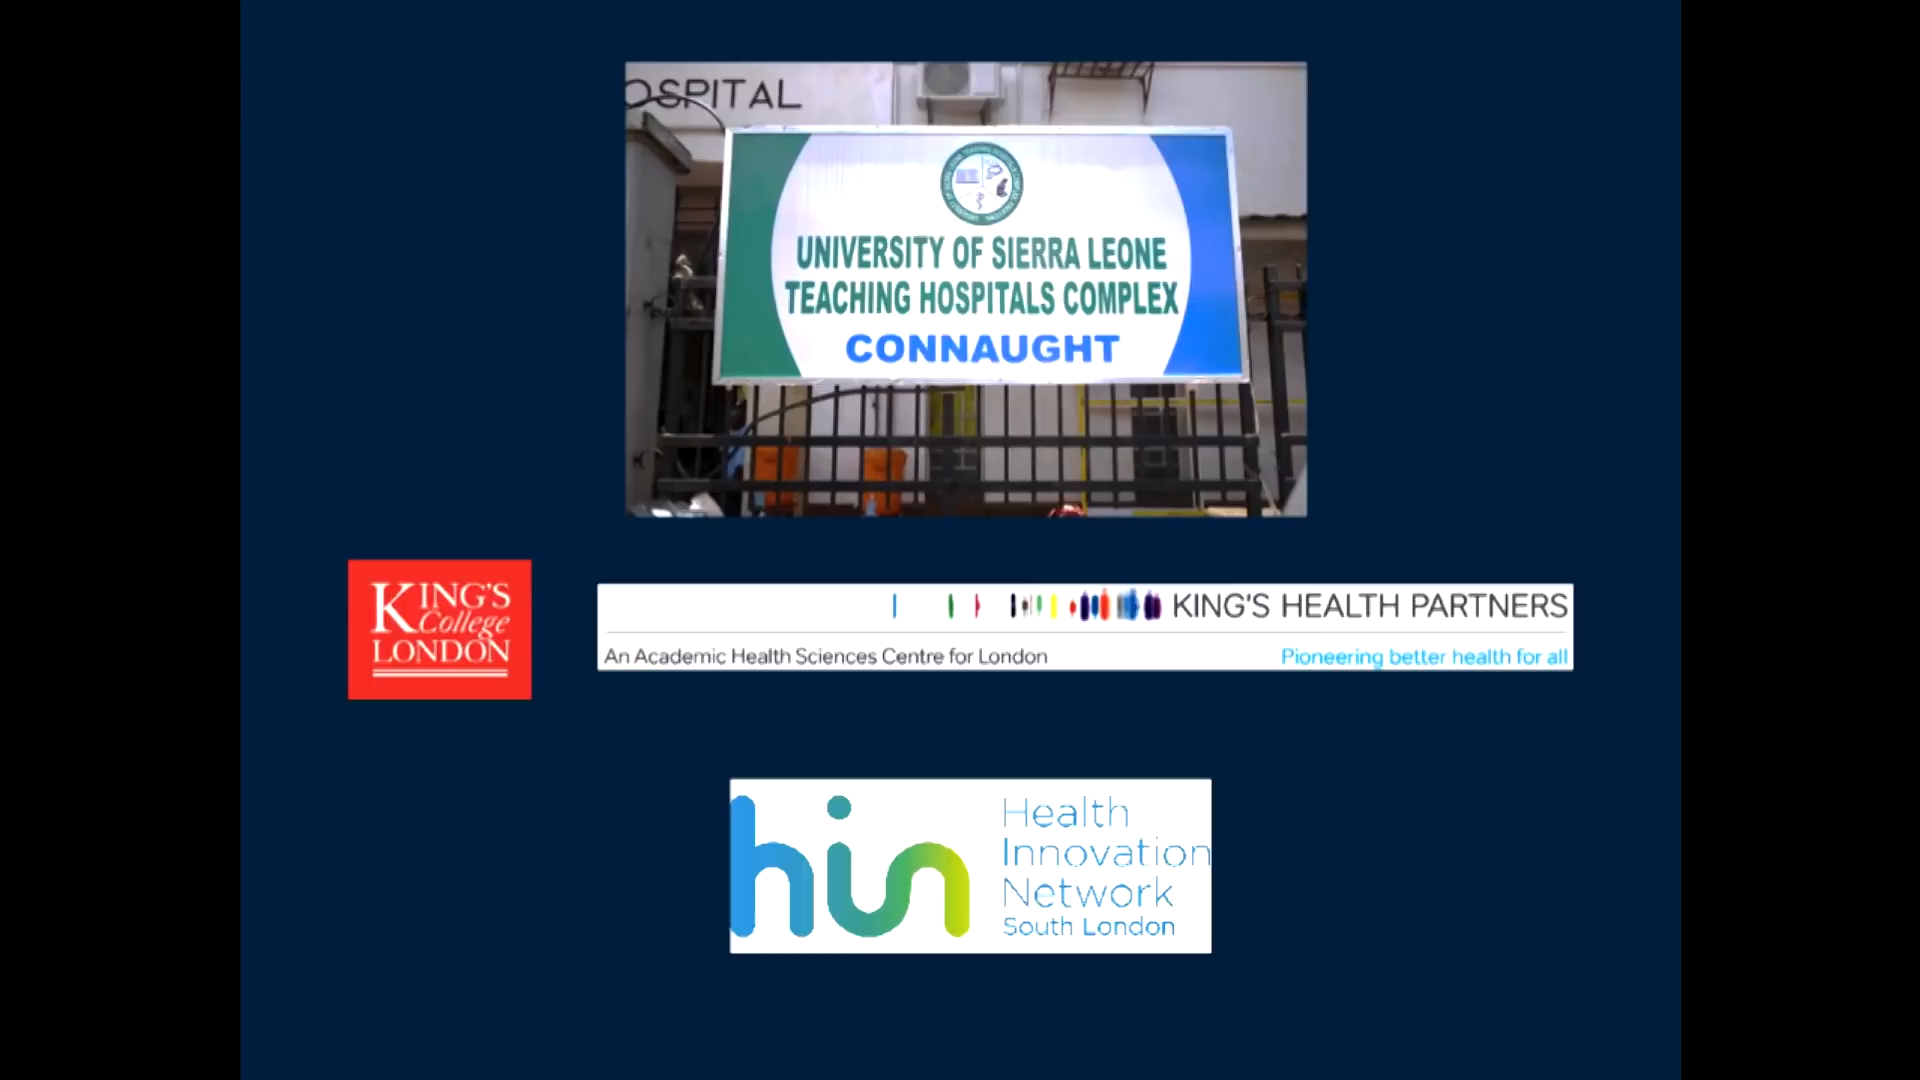 OSPITAL
UNIVERSITY OF SIERRA LEONE
TEACHING HOSPITALS COMPLEX
CONNAUGHT
KING'S
College
LONDON
KING'S HEALTH PARTNERS
An Academic Health Sciences Centre for London
Pioneering better health for all
hin
Health
Innovation
Network
South London